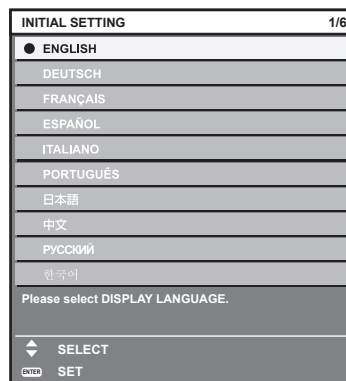 INITIAL SETTING 1/6
ENGLISH
DEUTSCH
FRANÇAIS
ESPAÑOL
ITALIANO
PORTUGUÊS
日本語
中文
РУССКИЙ
한국어
Please select DISPLAY LANGUAGE.
SELECT
ENTER SET